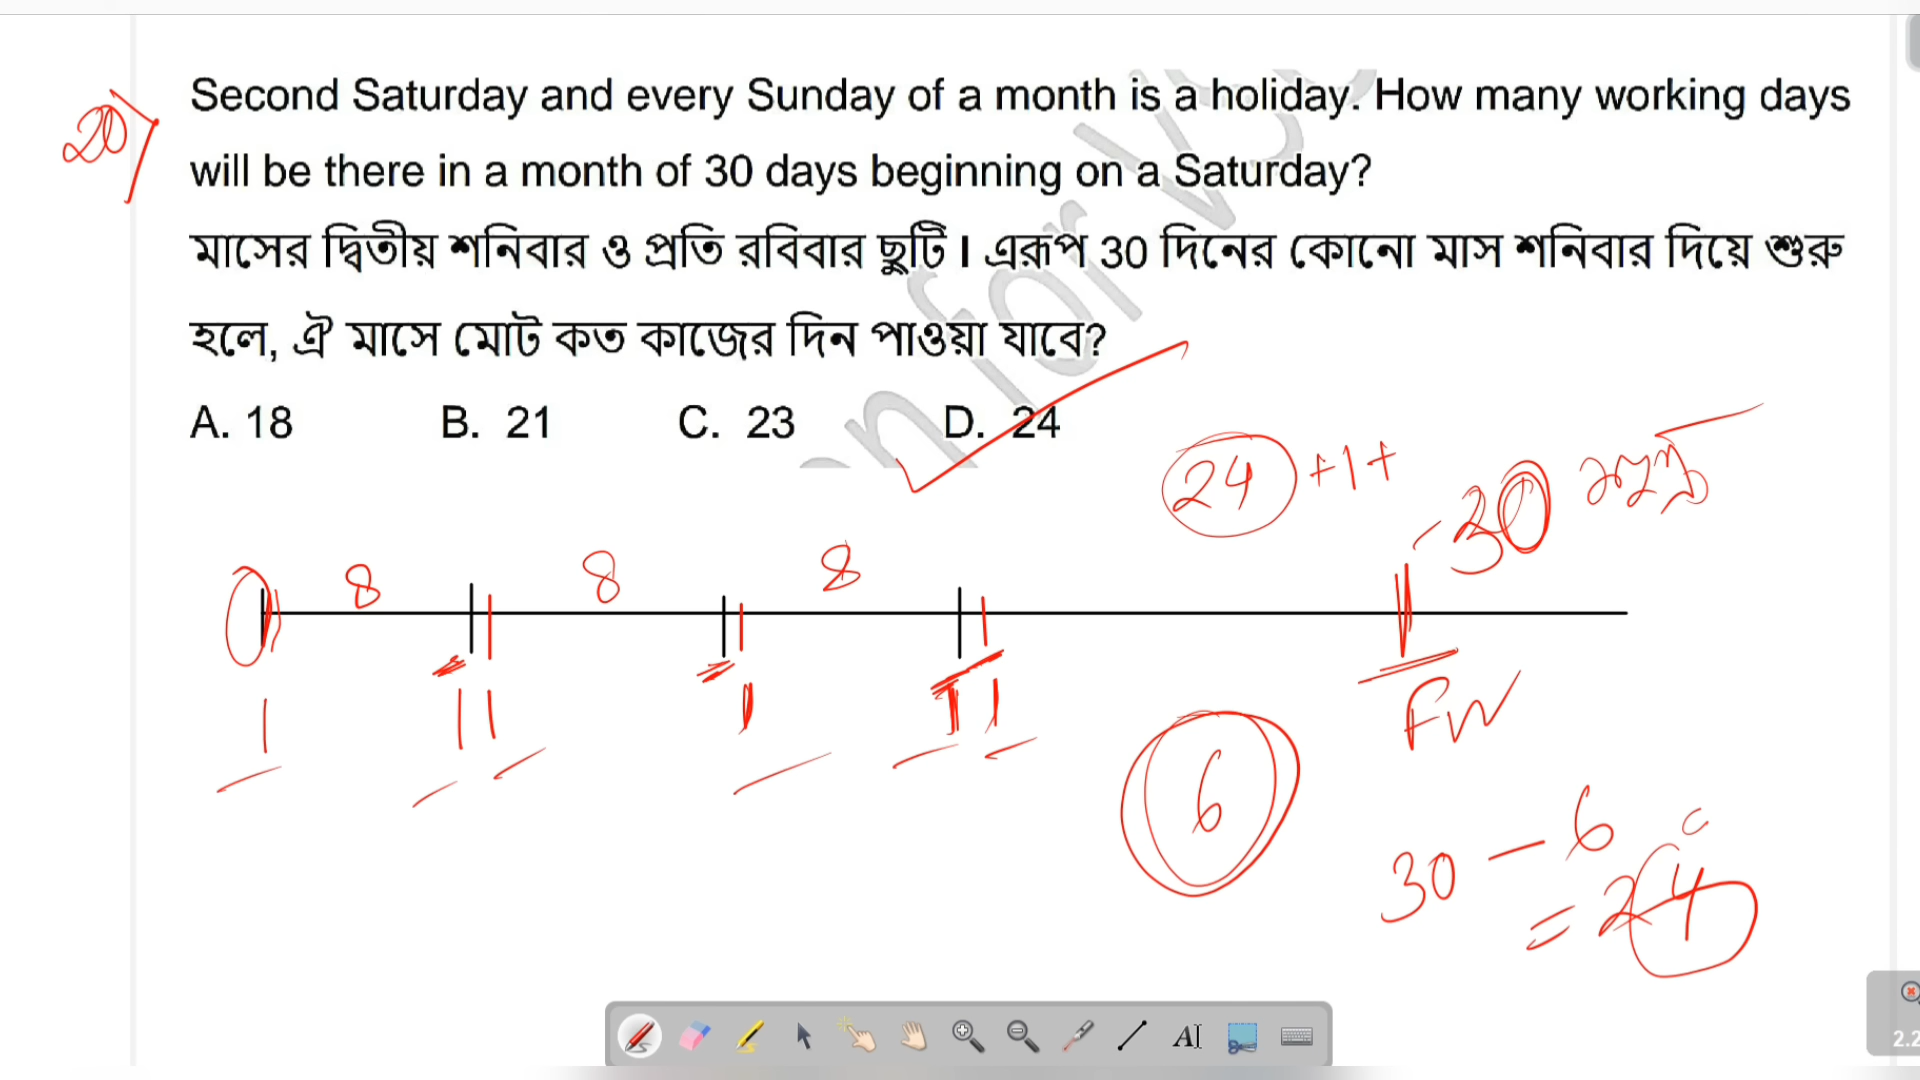 20)
Second Saturday and every Sunday of a month is a holiday. How many working days
will be there in a month of 30 days beginning on a Saturday?
মাসের দ্বিতীয় শনিবার ও প্রতি রবিবার ছুটি। এরূপ 30 দিনের কোনো মাস শনিবার দিয়ে শুরু
হলে, ঐ মাসে মোট কত কাজের দিন পাওয়া যাবে?
A. 18 B. 21 C. 23 D. 24
24 +1+
30
8 8 8
6
30 - 6
= 24
AI